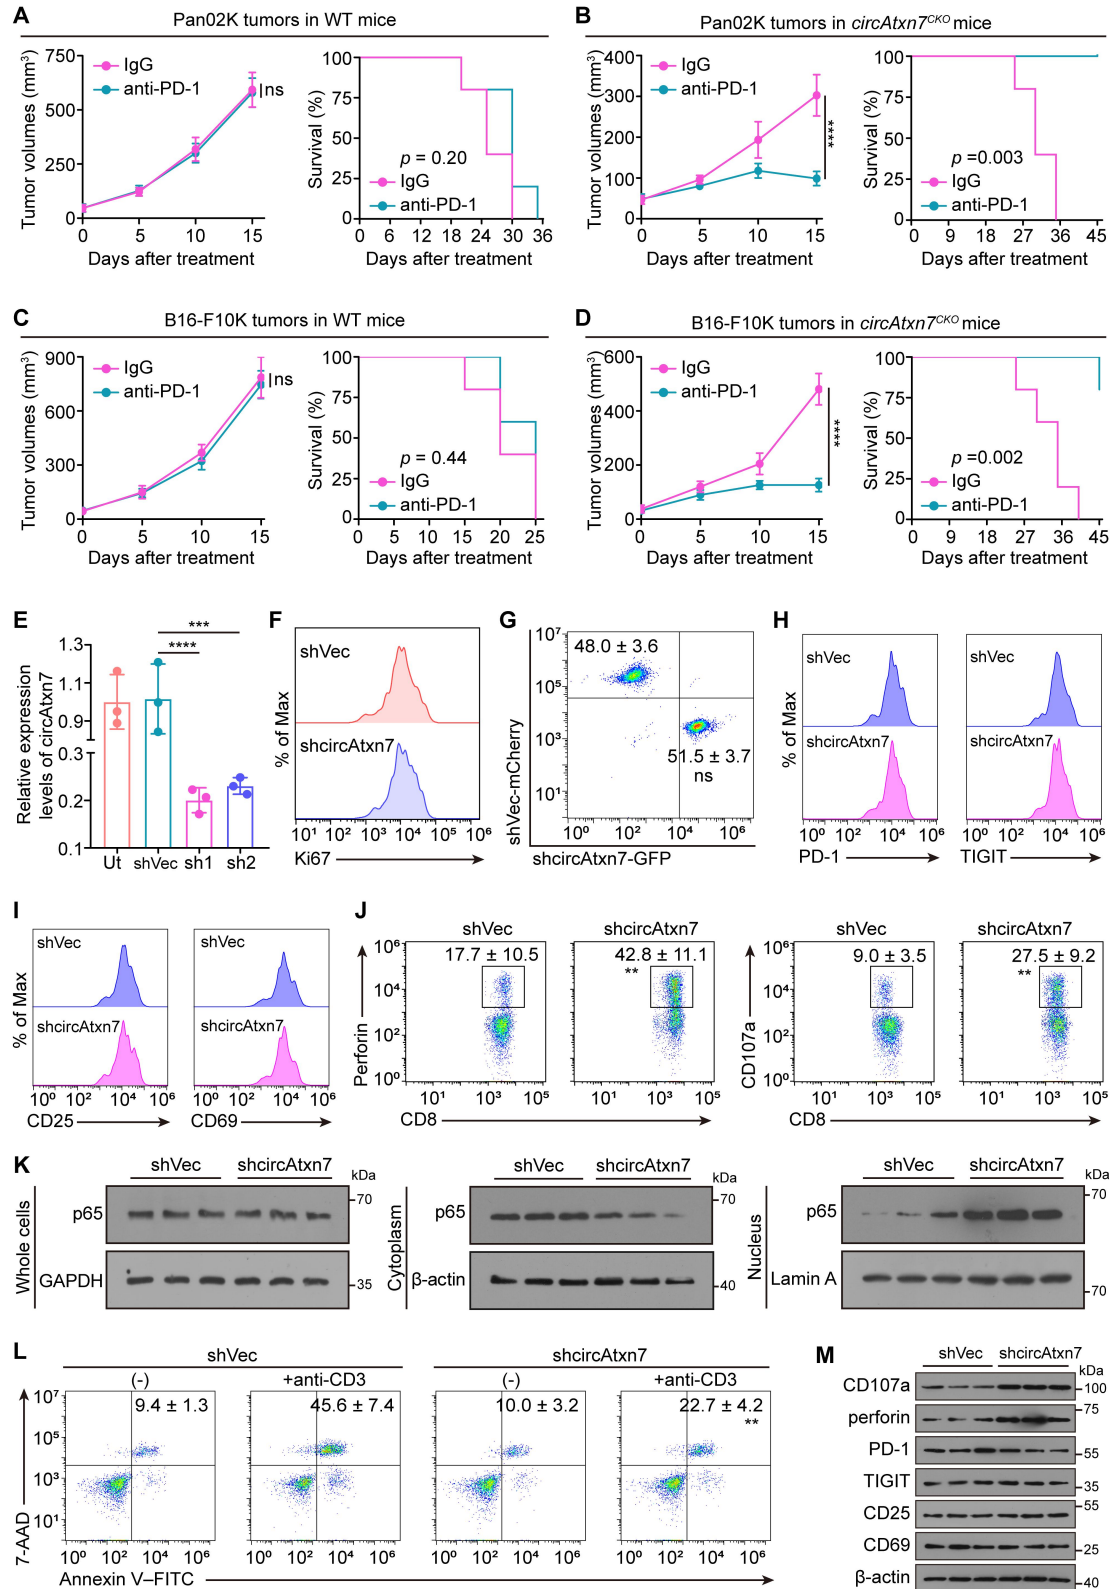 A
Pan02K tumors in WT mice
Tumor volumes (mm³)
750
500
250
0
IgG
anti-PD-1
ns
0 5 10 15
Days after treatment
Survival (%)
100
75
50
25
0
p = 0.20
IgG
anti-PD-1
0 6 12 18 24 30 36
Days after treatment
B
Pan02K tumors in circAtxn7CKO mice
Tumor volumes (mm³)
400
300
200
100
0
IgG
anti-PD-1
****
0 5 10 15
Days after treatment
Survival (%)
100
75
50
25
0
p =0.003
IgG
anti-PD-1
0 9 18 27 36 45
Days after treatment
C
B16-F10K tumors in WT mice
Tumor volumes (mm³)
900
600
300
0
IgG
anti-PD-1
ns
0 5 10 15
Days after treatment
Survival (%)
100
75
50
25
0
p = 0.44
IgG
anti-PD-1
0 5 10 15 20 25
Days after treatment
D
B16-F10K tumors in circAtxn7CKO mice
Tumor volumes (mm³)
600
400
200
0
IgG
anti-PD-1
****
0 5 10 15
Days after treatment
Survival (%)
100
75
50
25
0
p =0.002
IgG
anti-PD-1
0 9 18 27 36 45
Days after treatment
E
Relative expression
levels of circAtxn7
1.3
1.1
0.9
0.3
0.2
0.1
***
****
Ut shVec sh1 sh2
F
% of Max
shVec
shcircAtxn7
10¹ 10² 10³ 10⁴ 10⁵ 10⁶
Ki67
G
shVec-mCherry
10⁷
10⁵
10³
10¹
48.0 ± 3.6
51.5 ± 3.7
ns
10⁰ 10² 10⁴ 10⁶
shcircAtxn7-GFP
H
% of Max
shVec
shcircAtxn7
10⁰ 10² 10⁴ 10⁶
PD-1
shVec
shcircAtxn7
10⁰ 10² 10⁴ 10⁶
TIGIT
I
% of Max
shVec
shcircAtxn7
10⁰ 10² 10⁴ 10⁶
CD25
shVec
shcircAtxn7
10⁰ 10² 10⁴ 10⁶
CD69
J
shVec
shcircAtxn7
Perforin
10⁶
10⁴
10²
10⁰
17.7 ± 10.5
42.8 ± 11.1
**
10¹ 10³ 10⁵
10¹ 10³ 10⁵
CD8
shVec
shcircAtxn7
CD107a
10⁶
10⁴
10²
10⁰
9.0 ± 3.5
27.5 ± 9.2
**
10¹ 10³ 10⁵
10¹ 10³ 10⁵
CD8
K
Whole cells
shVec shcircAtxn7
kDa
p65
70
GAPDH
35
Cytoplasm
shVec shcircAtxn7
kDa
p65
70
β-actin
40
Nucleus
shVec shcircAtxn7
kDa
p65
70
Lamin A
70
L
shVec
shcircAtxn7
(-) +anti-CD3 (-) +anti-CD3
7-AAD
10⁷
10⁵
10³
10¹
9.4 ± 1.3
45.6 ± 7.4
10.0 ± 3.2
22.7 ± 4.2
**
10⁰ 10² 10⁴ 10⁶
10⁰ 10² 10⁴ 10⁶
10⁰ 10² 10⁴ 10⁶
10⁰ 10² 10⁴ 10⁶
Annexin V–FITC
M
shVec shcircAtxn7
kDa
CD107a
100
perforin
75
PD-1
55
TIGIT
35
CD25
55
CD69
25
β-actin
40